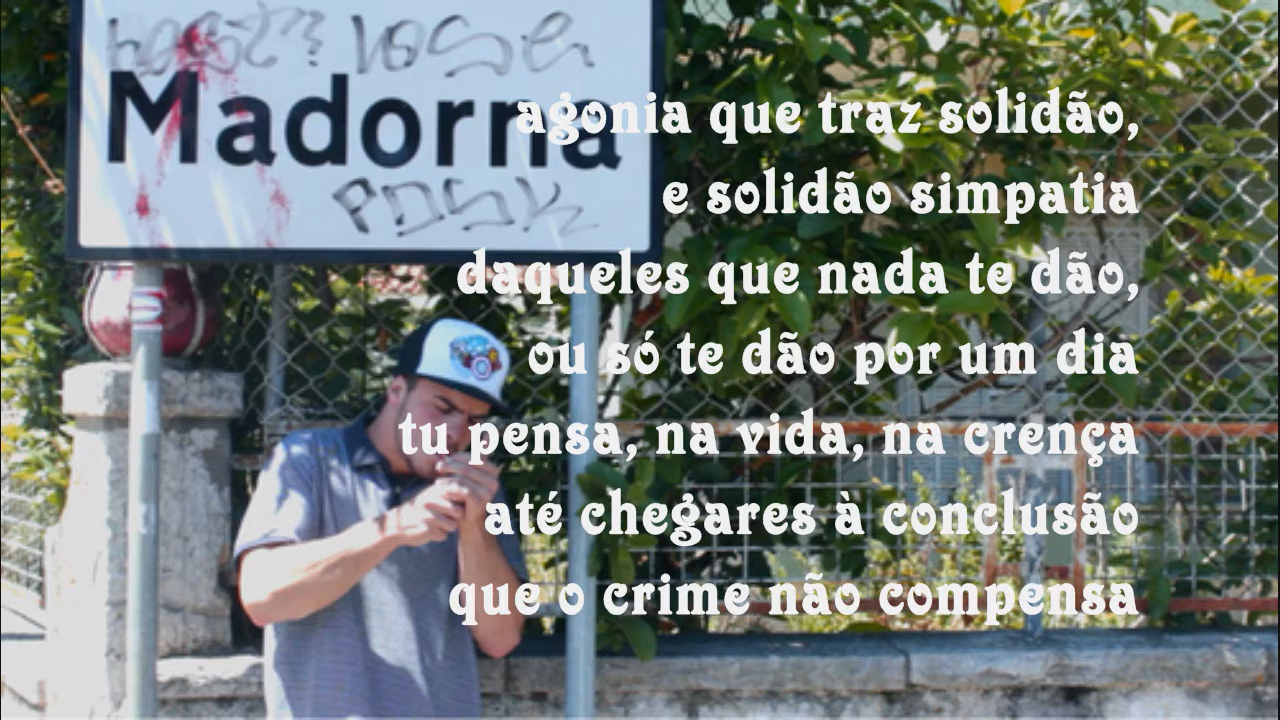 Madorna
PDSK
agonia que traz solidão,
e solidão simpatia
daqueles que nada te dão,
ou só te dão por um dia
tu pensa, na vida, na crença
até chegares à conclusão
que o crime não compensa